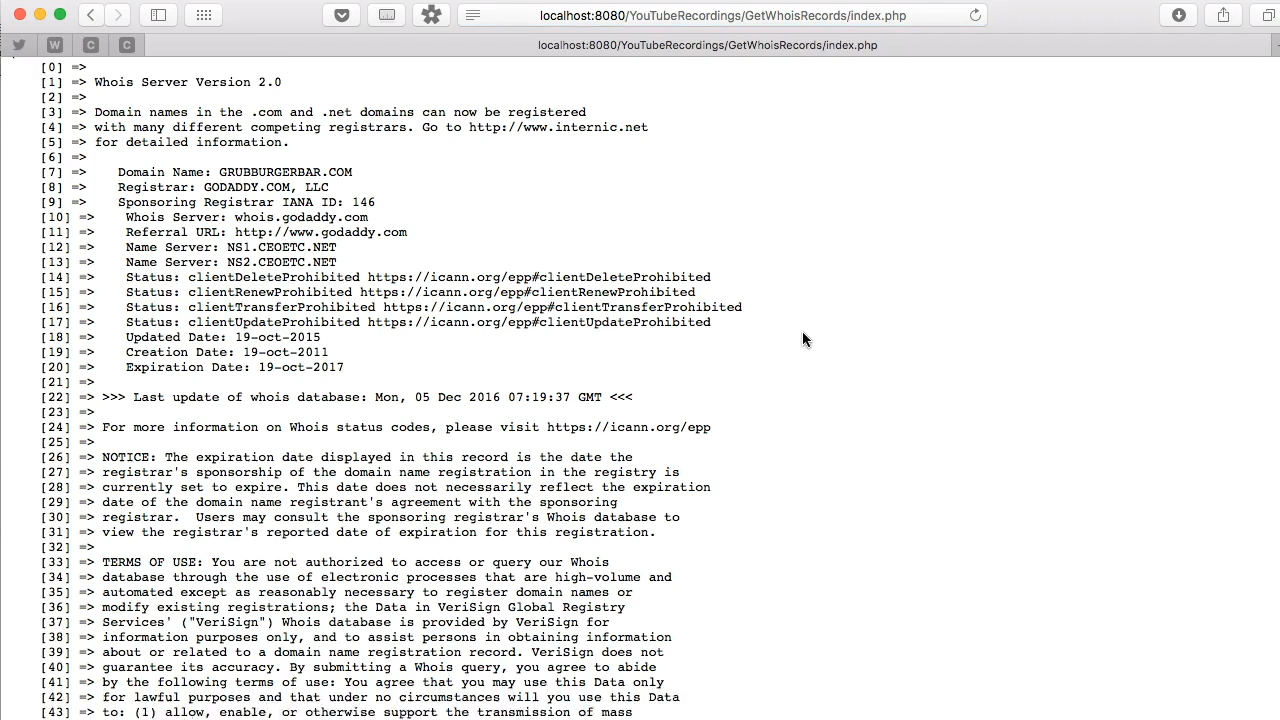 localhost:8080/YouTubeRecordings/GetWhoisRecords/index.php
W C C localhost:8080/YouTubeRecordings/GetWhoisRecords/index.php
[0] =>
[1] => Whois Server Version 2.0
[2] =>
[3] => Domain names in the .com and .net domains can now be registered
[4] => with many different competing registrars. Go to http://www.internic.net
[5] => for detailed information.
[6] =>
[7] => Domain Name: GRUBBURGERBAR.COM
[8] => Registrar: GODADDY.COM, LLC
[9] => Sponsoring Registrar IANA ID: 146
[10] => Whois Server: whois.godaddy.com
[11] => Referral URL: http://www.godaddy.com
[12] => Name Server: NS1.CEOETC.NET
[13] => Name Server: NS2.CEOETC.NET
[14] => Status: clientDeleteProhibited https://icann.org/epp#clientDeleteProhibited
[15] => Status: clientRenewProhibited https://icann.org/epp#clientRenewProhibited
[16] => Status: clientTransferProhibited https://icann.org/epp#clientTransferProhibited
[17] => Status: clientUpdateProhibited https://icann.org/epp#clientUpdateProhibited
[18] => Updated Date: 19-oct-2015
[19] => Creation Date: 19-oct-2011
[20] => Expiration Date: 19-oct-2017
[21] =>
[22] => >>> Last update of whois database: Mon, 05 Dec 2016 07:19:37 GMT <<<
[23] =>
[24] => For more information on Whois status codes, please visit https://icann.org/epp
[25] =>
[26] => NOTICE: The expiration date displayed in this record is the date the
[27] => registrar's sponsorship of the domain name registration in the registry is
[28] => currently set to expire. This date does not necessarily reflect the expiration
[29] => date of the domain name registrant's agreement with the sponsoring
[30] => registrar.  Users may consult the sponsoring registrar's Whois database to
[31] => view the registrar's reported date of expiration for this registration.
[32] =>
[33] => TERMS OF USE: You are not authorized to access or query our Whois
[34] => database through the use of electronic processes that are high-volume and
[35] => automated except as reasonably necessary to register domain names or
[36] => modify existing registrations; the Data in VeriSign Global Registry
[37] => Services' ("VeriSign") Whois database is provided by VeriSign for
[38] => information purposes only, and to assist persons in obtaining information
[39] => about or related to a domain name registration record. VeriSign does not
[40] => guarantee its accuracy. By submitting a Whois query, you agree to abide
[41] => by the following terms of use: You agree that you may use this Data only
[42] => for lawful purposes and that under no circumstances will you use this Data
[43] => to: (1) allow, enable, or otherwise support the transmission of mass